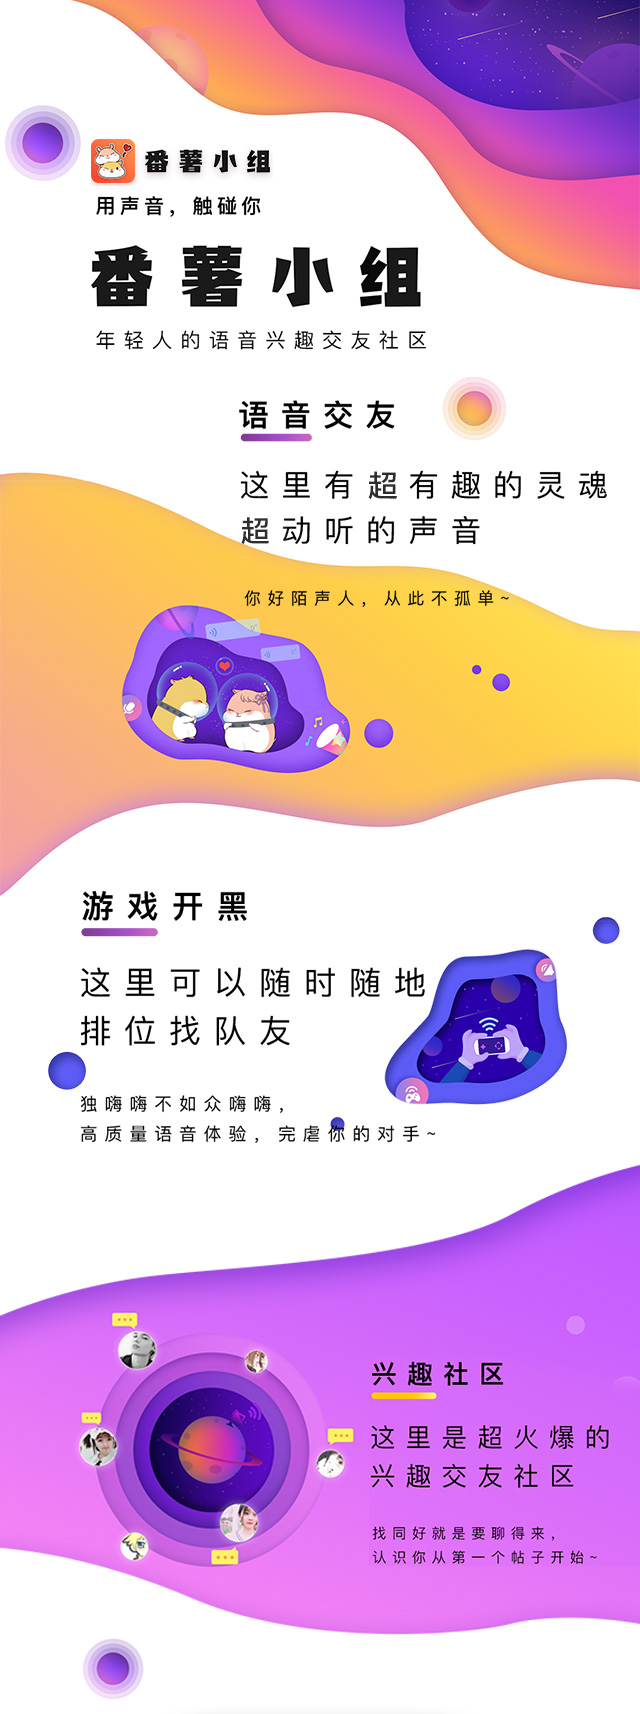 番薯小组
用声音，触碰你
番薯小组
年轻人的语音兴趣交友社区
语音交友
这里有超有趣的灵魂
超动听的声音
你好陌声人，从此不孤单~
游戏开黑
这里可以随时随地
排位找队友
独嗨嗨不如众嗨嗨，
高质量语音体验，完虐你的对手~
兴趣社区
这里是超火爆的
兴趣交友社区
找同好就是要聊得来，
认识你从第一个帖子开始~